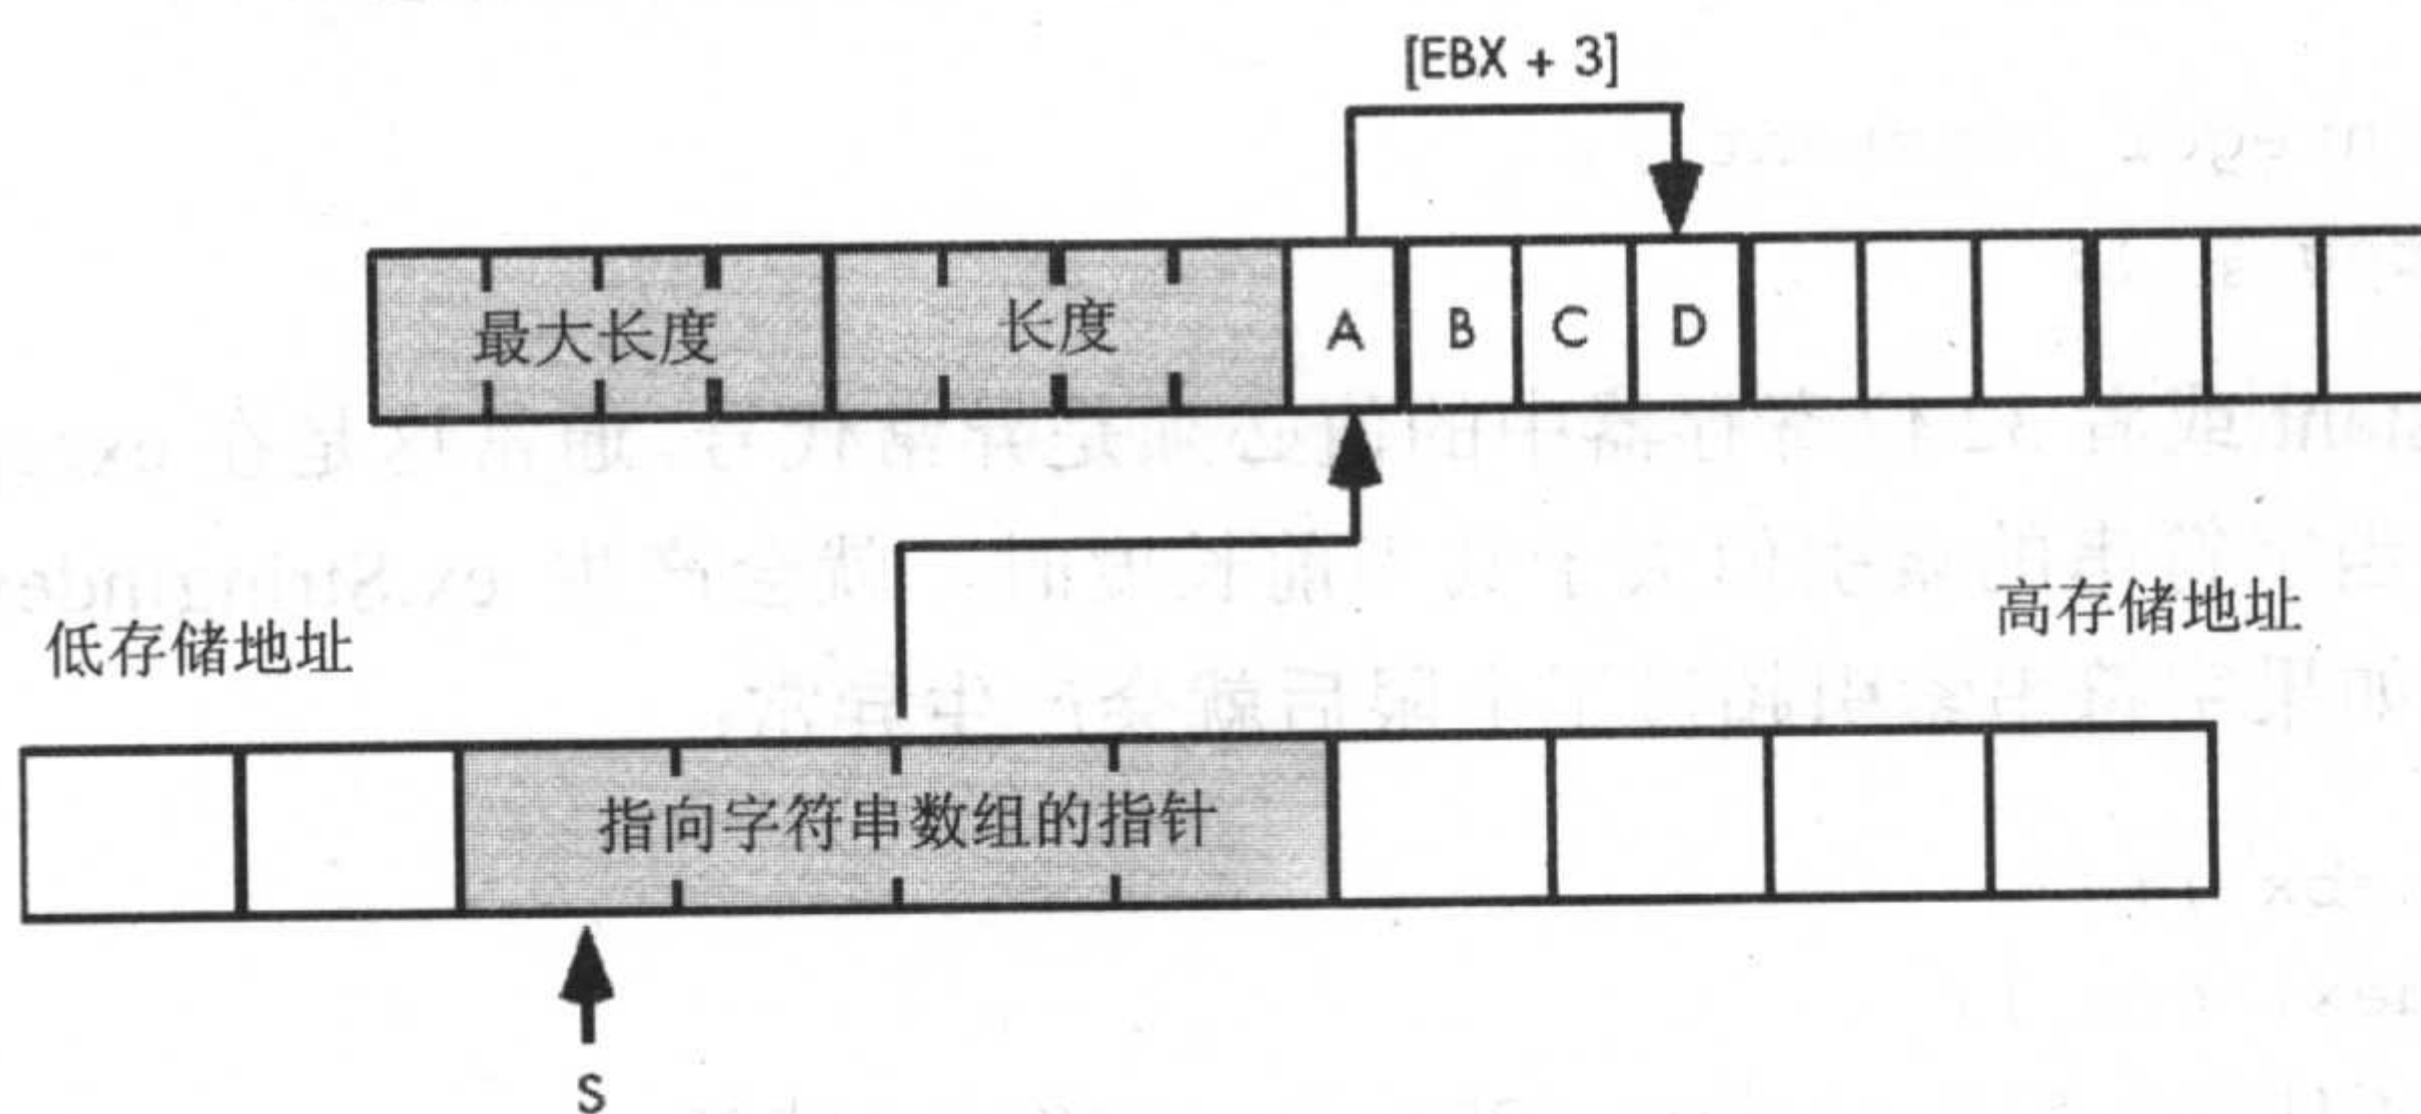 [EBX + 3]
最大长度
长度
A
B
C
D
低存储地址
高存储地址
指向字符串数组的指针
S